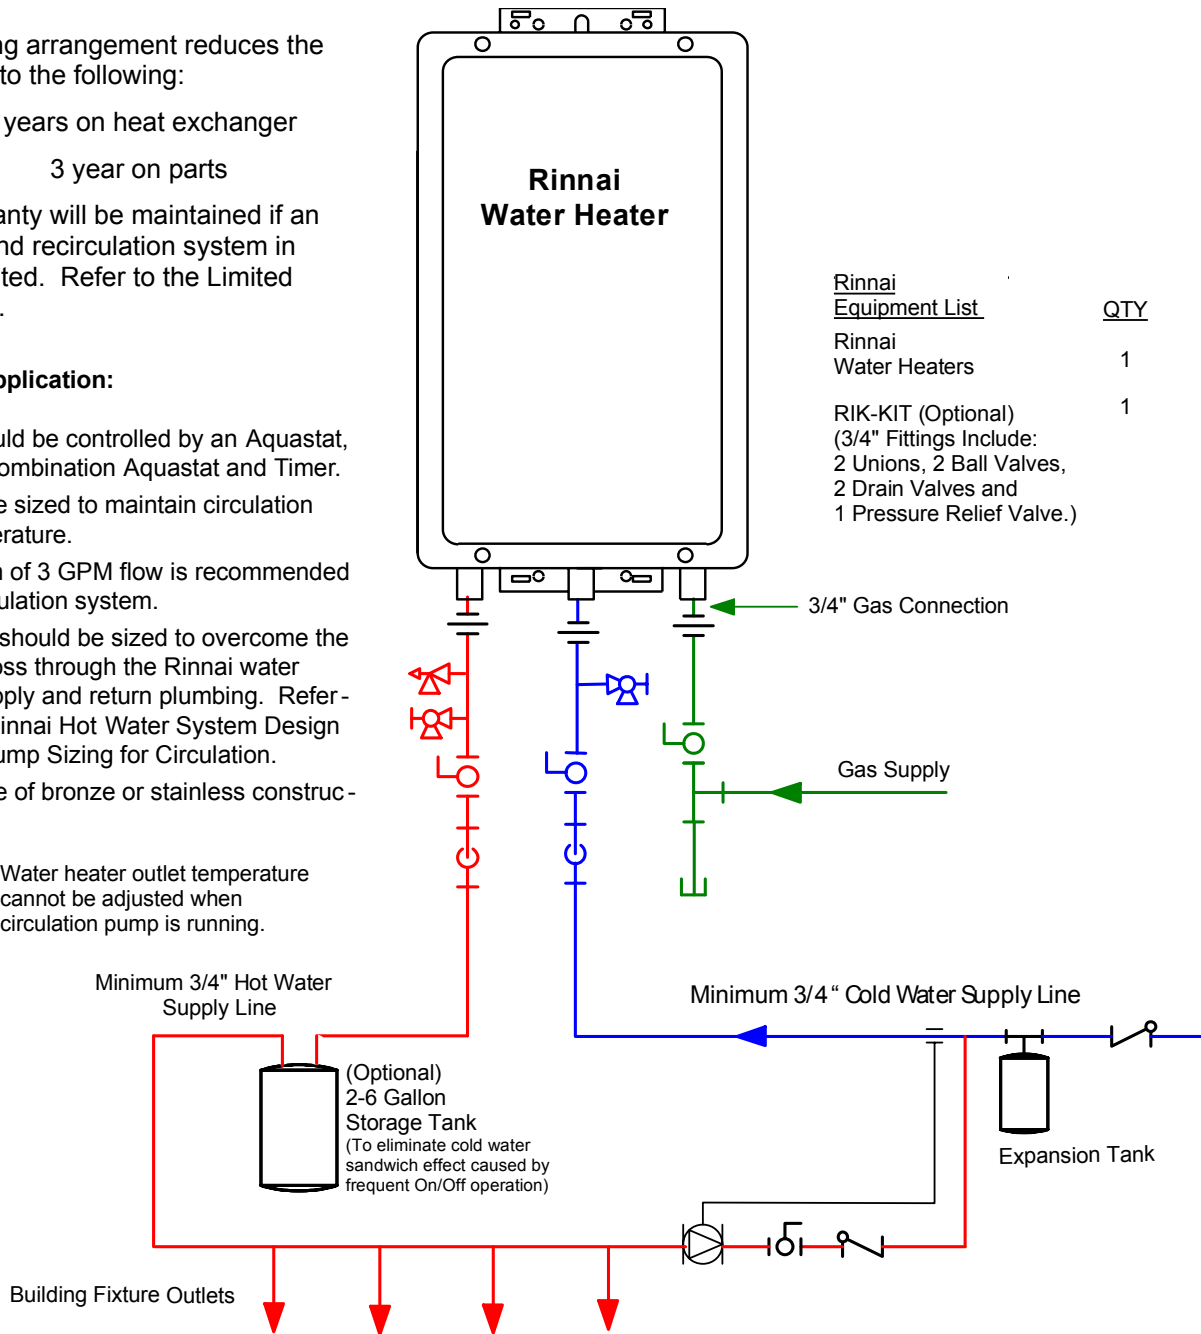 ng arrangement reduces the
to the following:
years on heat exchanger
3 year on parts
anty will be maintained if an
nd recirculation system in
ted.  Refer to the Limited
.
pplication:
uld be controlled by an Aquastat,
ombination Aquastat and Timer.
e sized to maintain circulation
erature.
n of 3 GPM flow is recommended
culation system.
should be sized to overcome the
oss through the Rinnai water
pply and return plumbing.  Refer-
innai Hot Water System Design
ump Sizing for Circulation.
e of bronze or stainless construc-
Water heater outlet temperature
cannot be adjusted when
circulation pump is running.
Rinnai
Water Heater
Rinnai
Equipment List QTY
Rinnai
Water Heaters 1
RIK-KIT (Optional) 1
(3/4" Fittings Include:
2 Unions, 2 Ball Valves,
2 Drain Valves and
1 Pressure Relief Valve.)
3/4" Gas Connection
Gas Supply
Minimum 3/4" Hot Water
Supply Line
Minimum 3/4“ Cold Water Supply Line
(Optional)
2-6 Gallon
Storage Tank
(To eliminate cold water
sandwich effect caused by
frequent On/Off operation)
Expansion Tank
Building Fixture Outlets